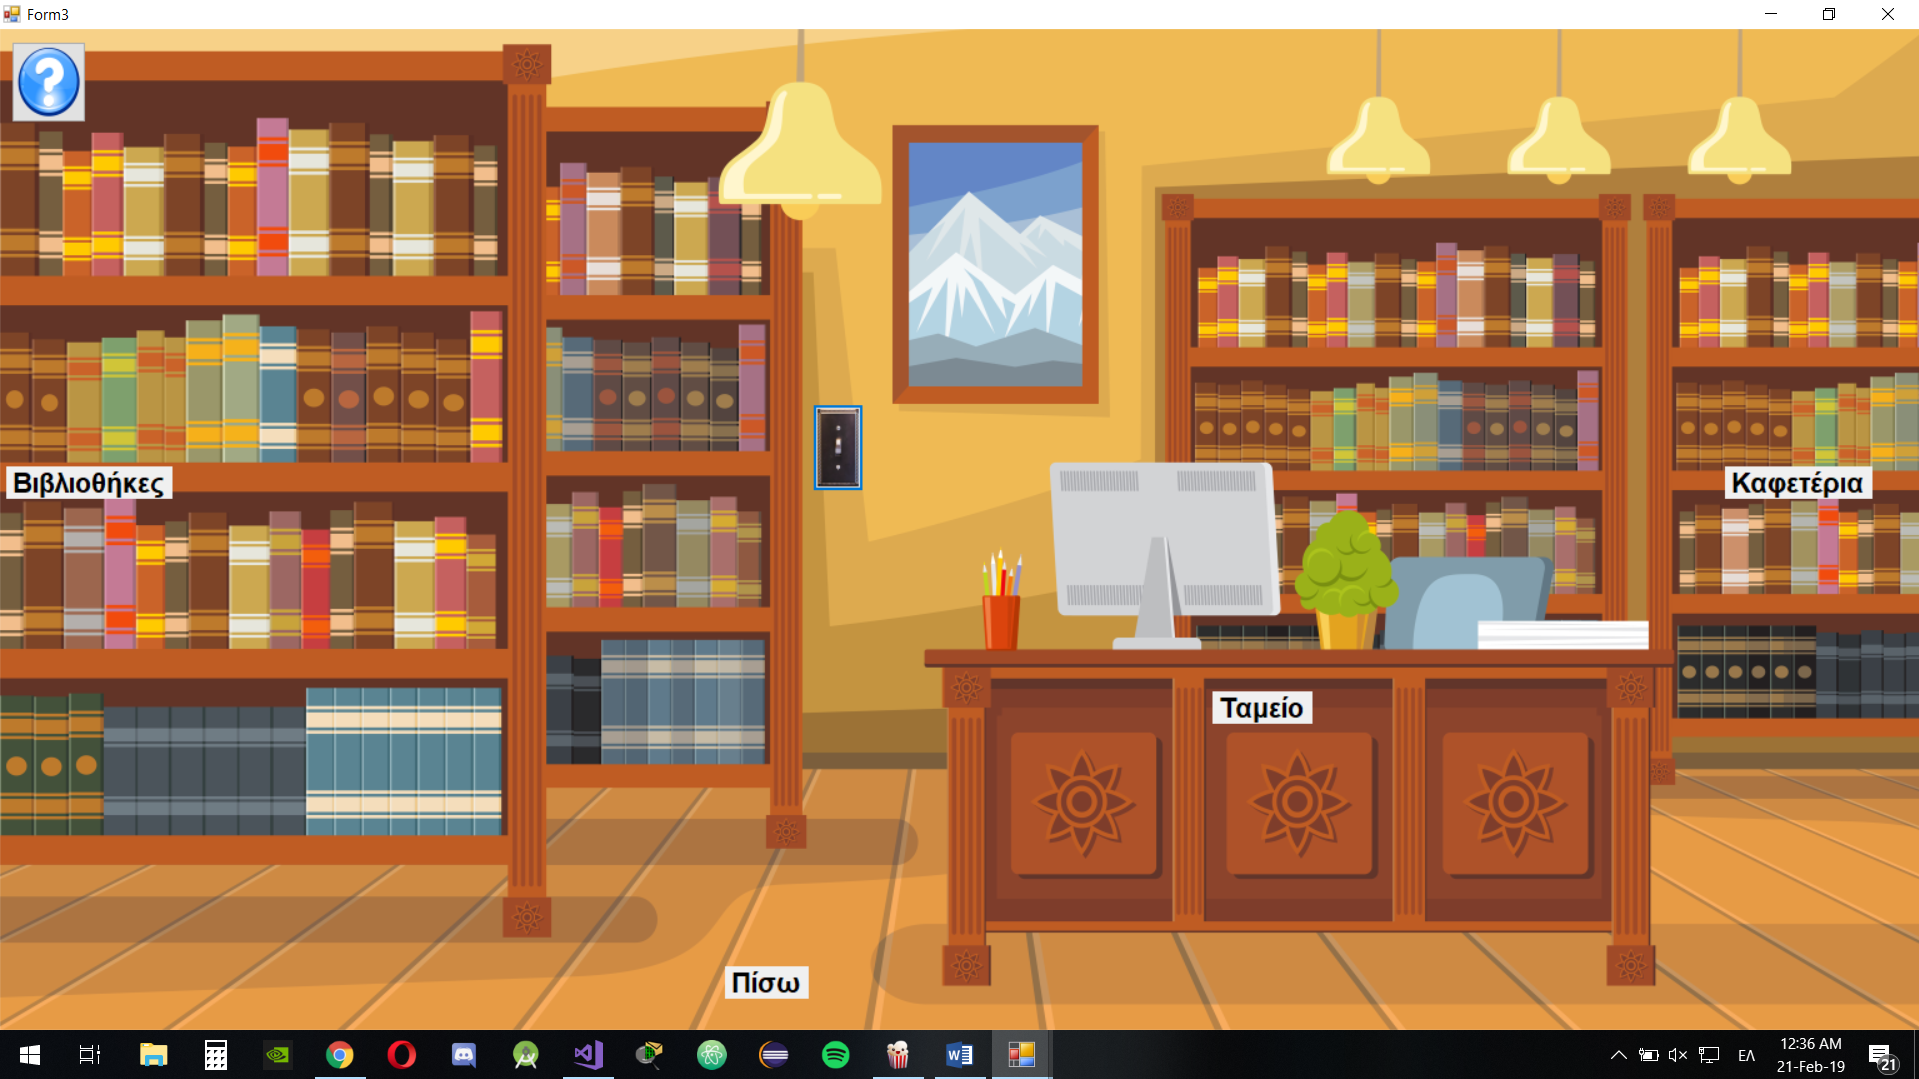 Form3
?
Βιβλιοθήκες
Καφετέρια
Ταμείο
Πίσω
ΕΛ
12:36 AM
21-Feb-19
21